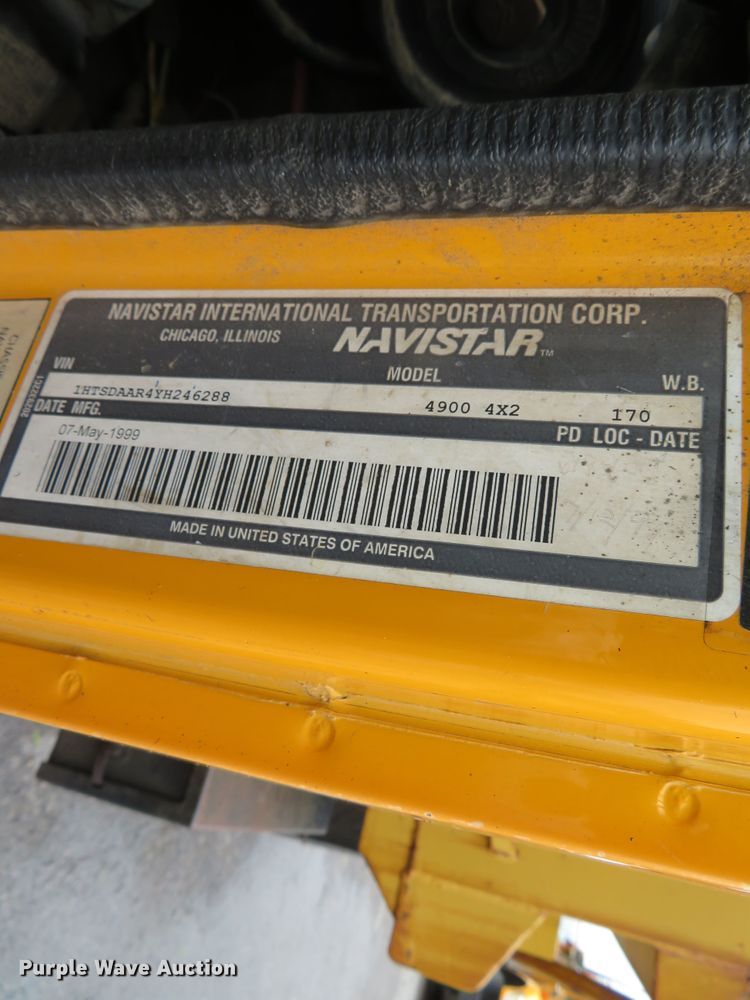 NAVISTAR INTERNATIONAL TRANSPORTATION CORP.
CHICAGO, ILLINOIS NAVISTAR™
VIN MODEL W.B.
1HTSDAAR4YH246288 4900 4X2 170
DATE MFG. PD LOC - DATE
07-May-1999
MADE IN UNITED STATES OF AMERICA
Purple Wave Auction